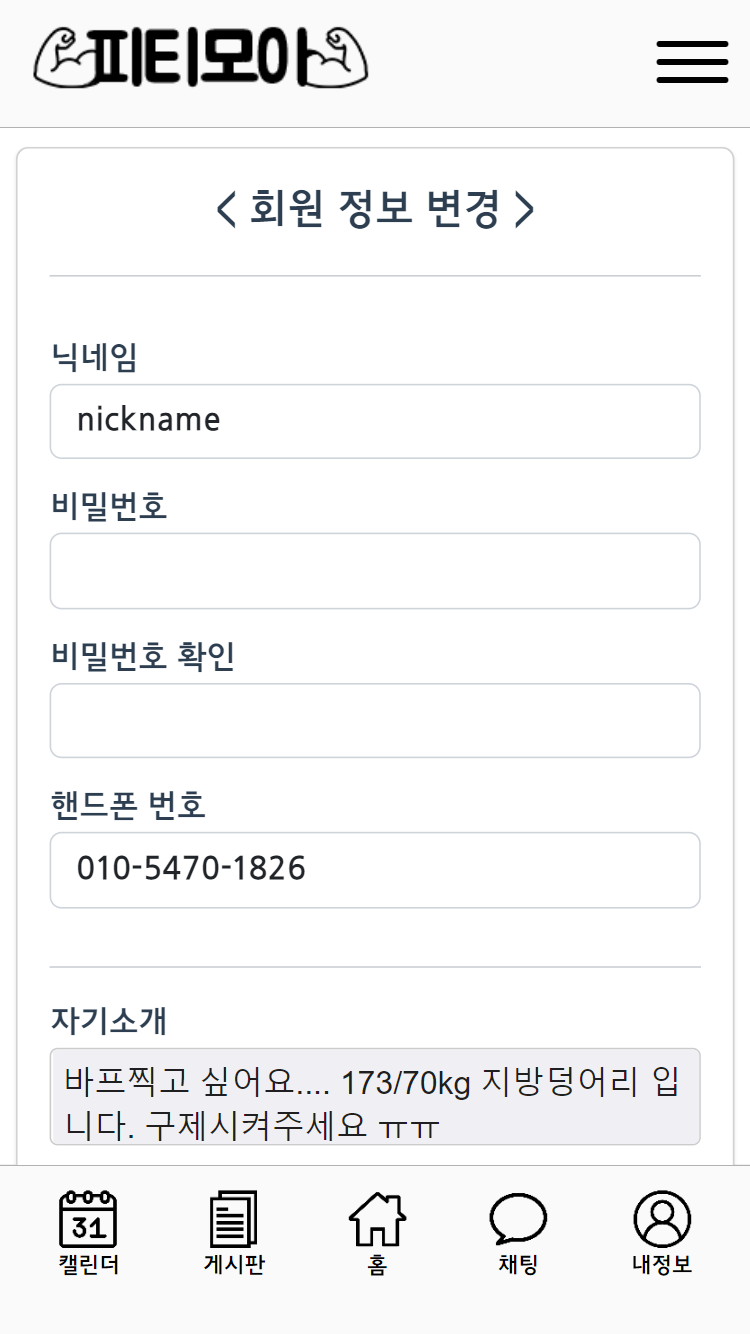 피티모아
< 회원 정보 변경 >
닉네임
nickname
비밀번호
비밀번호 확인
핸드폰 번호
010-5470-1826
자기소개
바프찍고 싶어요.... 173/70kg 지방덩어리 입
니다. 구제시켜주세요 ㅠㅠ
31
캘린더 게시판 홈 채팅 내정보